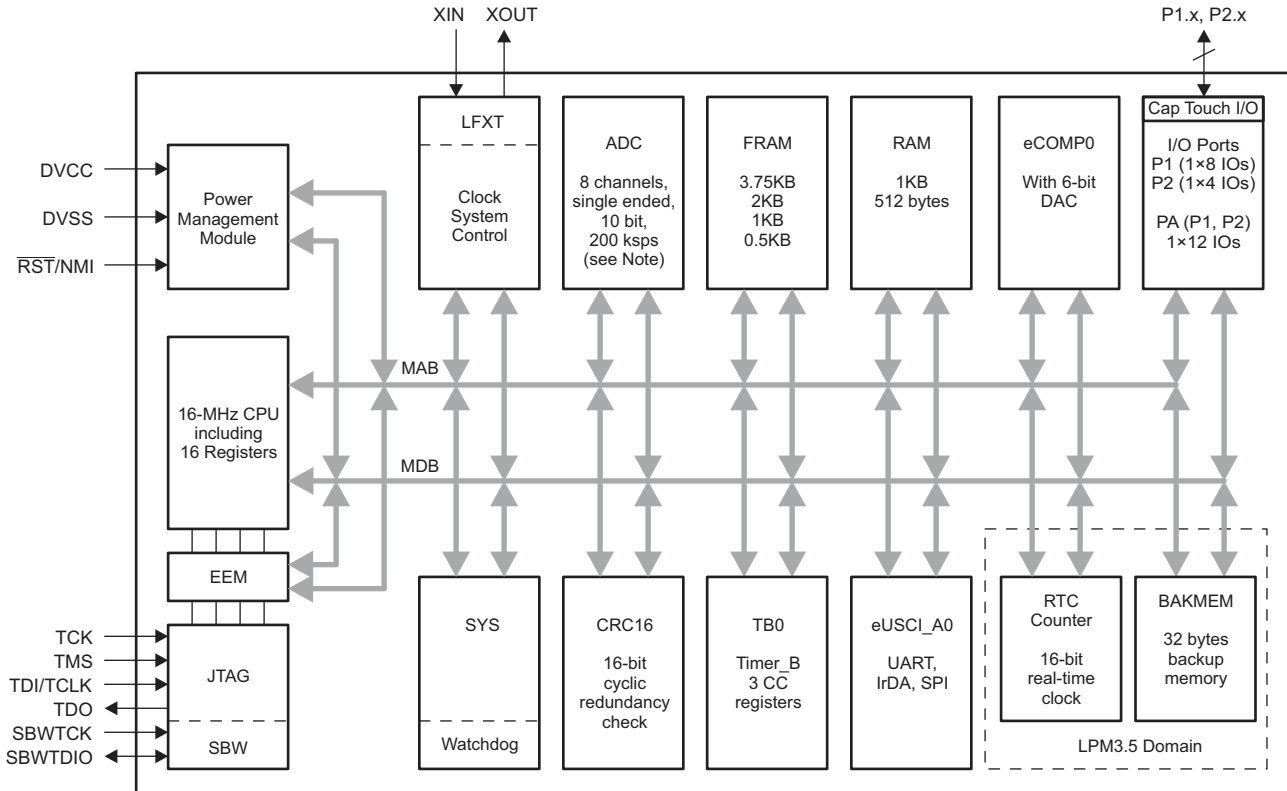 XIN
XOUT
P1.x, P2.x
DVCC
DVSS
RST/NMI
Power
Management
Module
LFXT
Clock
System
Control
ADC
8 channels,
single ended,
10 bit,
200 ksps
(see Note)
FRAM
3.75KB
2KB
1KB
0.5KB
RAM
1KB
512 bytes
eCOMP0
With 6-bit
DAC
Cap Touch I/O
I/O Ports
P1 (1×8 IOs)
P2 (1×4 IOs)
PA (P1, P2)
1×12 IOs
16-MHz CPU
including
16 Registers
MAB
MDB
EEM
TCK
TMS
TDI/TCLK
TDO
SBWTCK
SBWTDIO
JTAG
SBW
SYS
Watchdog
CRC16
16-bit
cyclic
redundancy
check
TB0
Timer_B
3 CC
registers
eUSCI_A0
UART,
IrDA, SPI
RTC
Counter
16-bit
real-time
clock
BAKMEM
32 bytes
backup
memory
LPM3.5 Domain